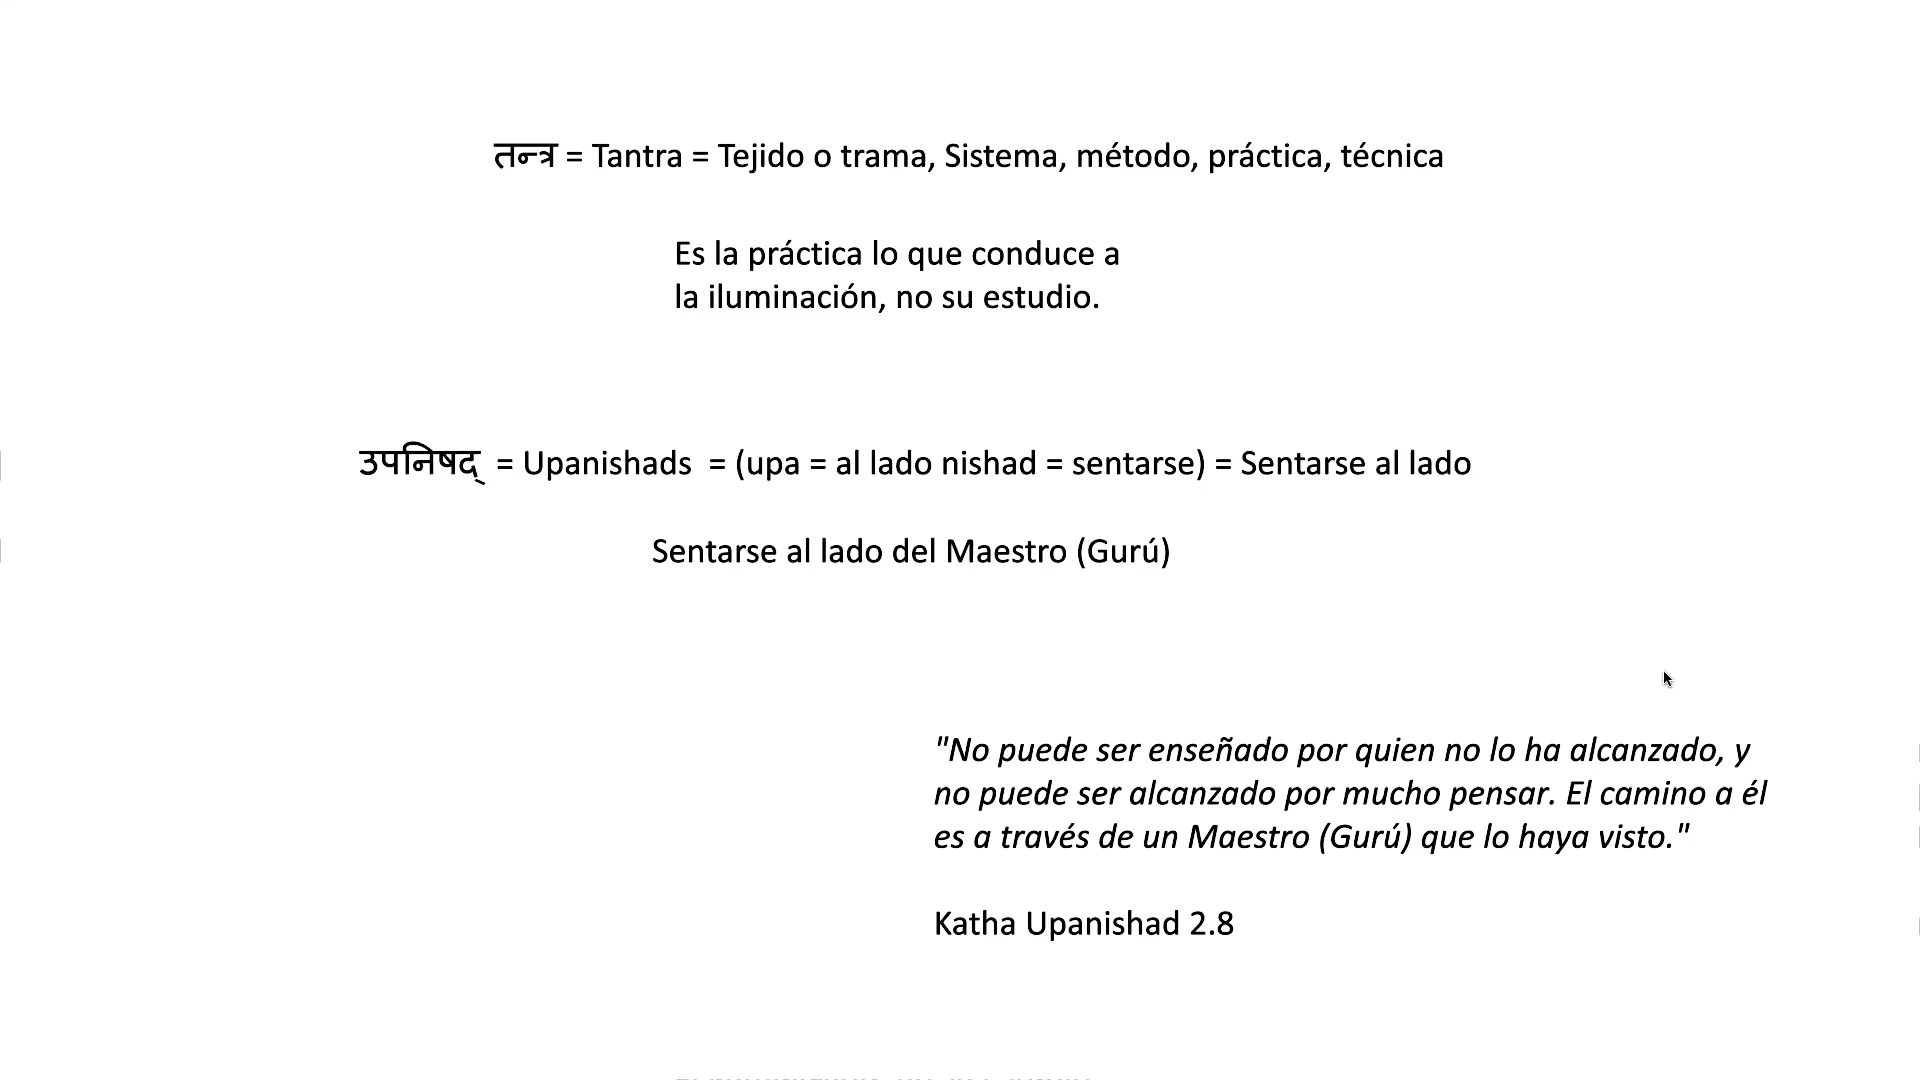 तन्त्र = Tantra = Tejido o trama, Sistema, método, práctica, técnica
Es la práctica lo que conduce a
la iluminación, no su estudio.
उपनिषद् = Upanishads = (upa = al lado nishad = sentarse) = Sentarse al lado
Sentarse al lado del Maestro (Gurú)
"No puede ser enseñado por quien no lo ha alcanzado, y
no puede ser alcanzado por mucho pensar. El camino a él
es a través de un Maestro (Gurú) que lo haya visto."
Katha Upanishad 2.8